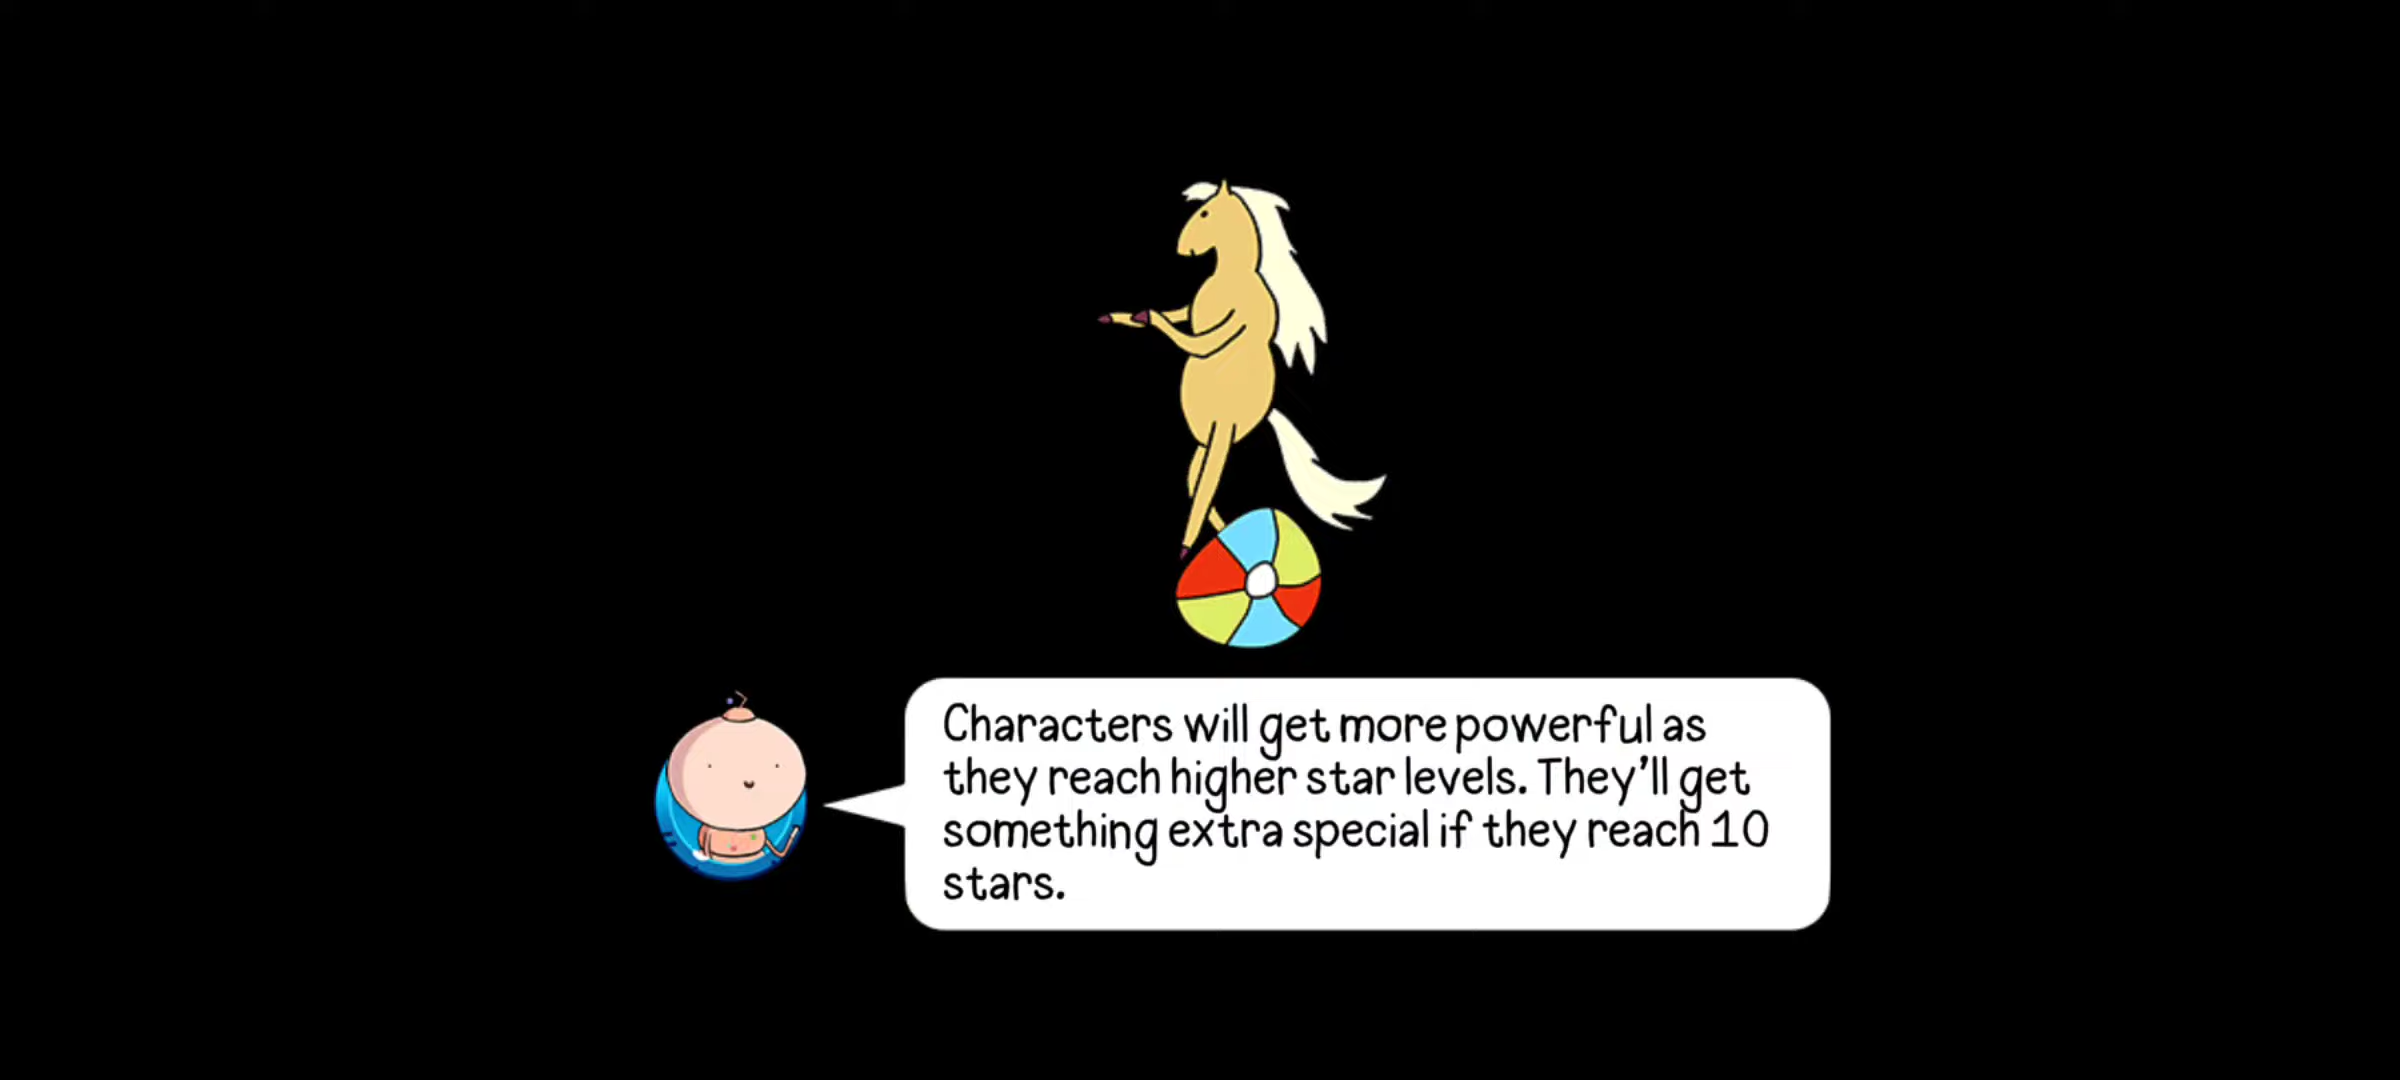 Characters will get more powerful as
they reach higher star levels. They'll get
something extra special if they reach 10
stars.